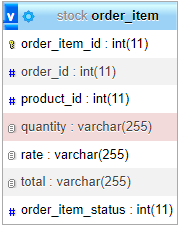 v stock order_item
order_item_id : int(11)
# order_id : int(11)
# product_id : int(11)
quantity : varchar(255)
rate : varchar(255)
total : varchar(255)
# order_item_status : int(11)